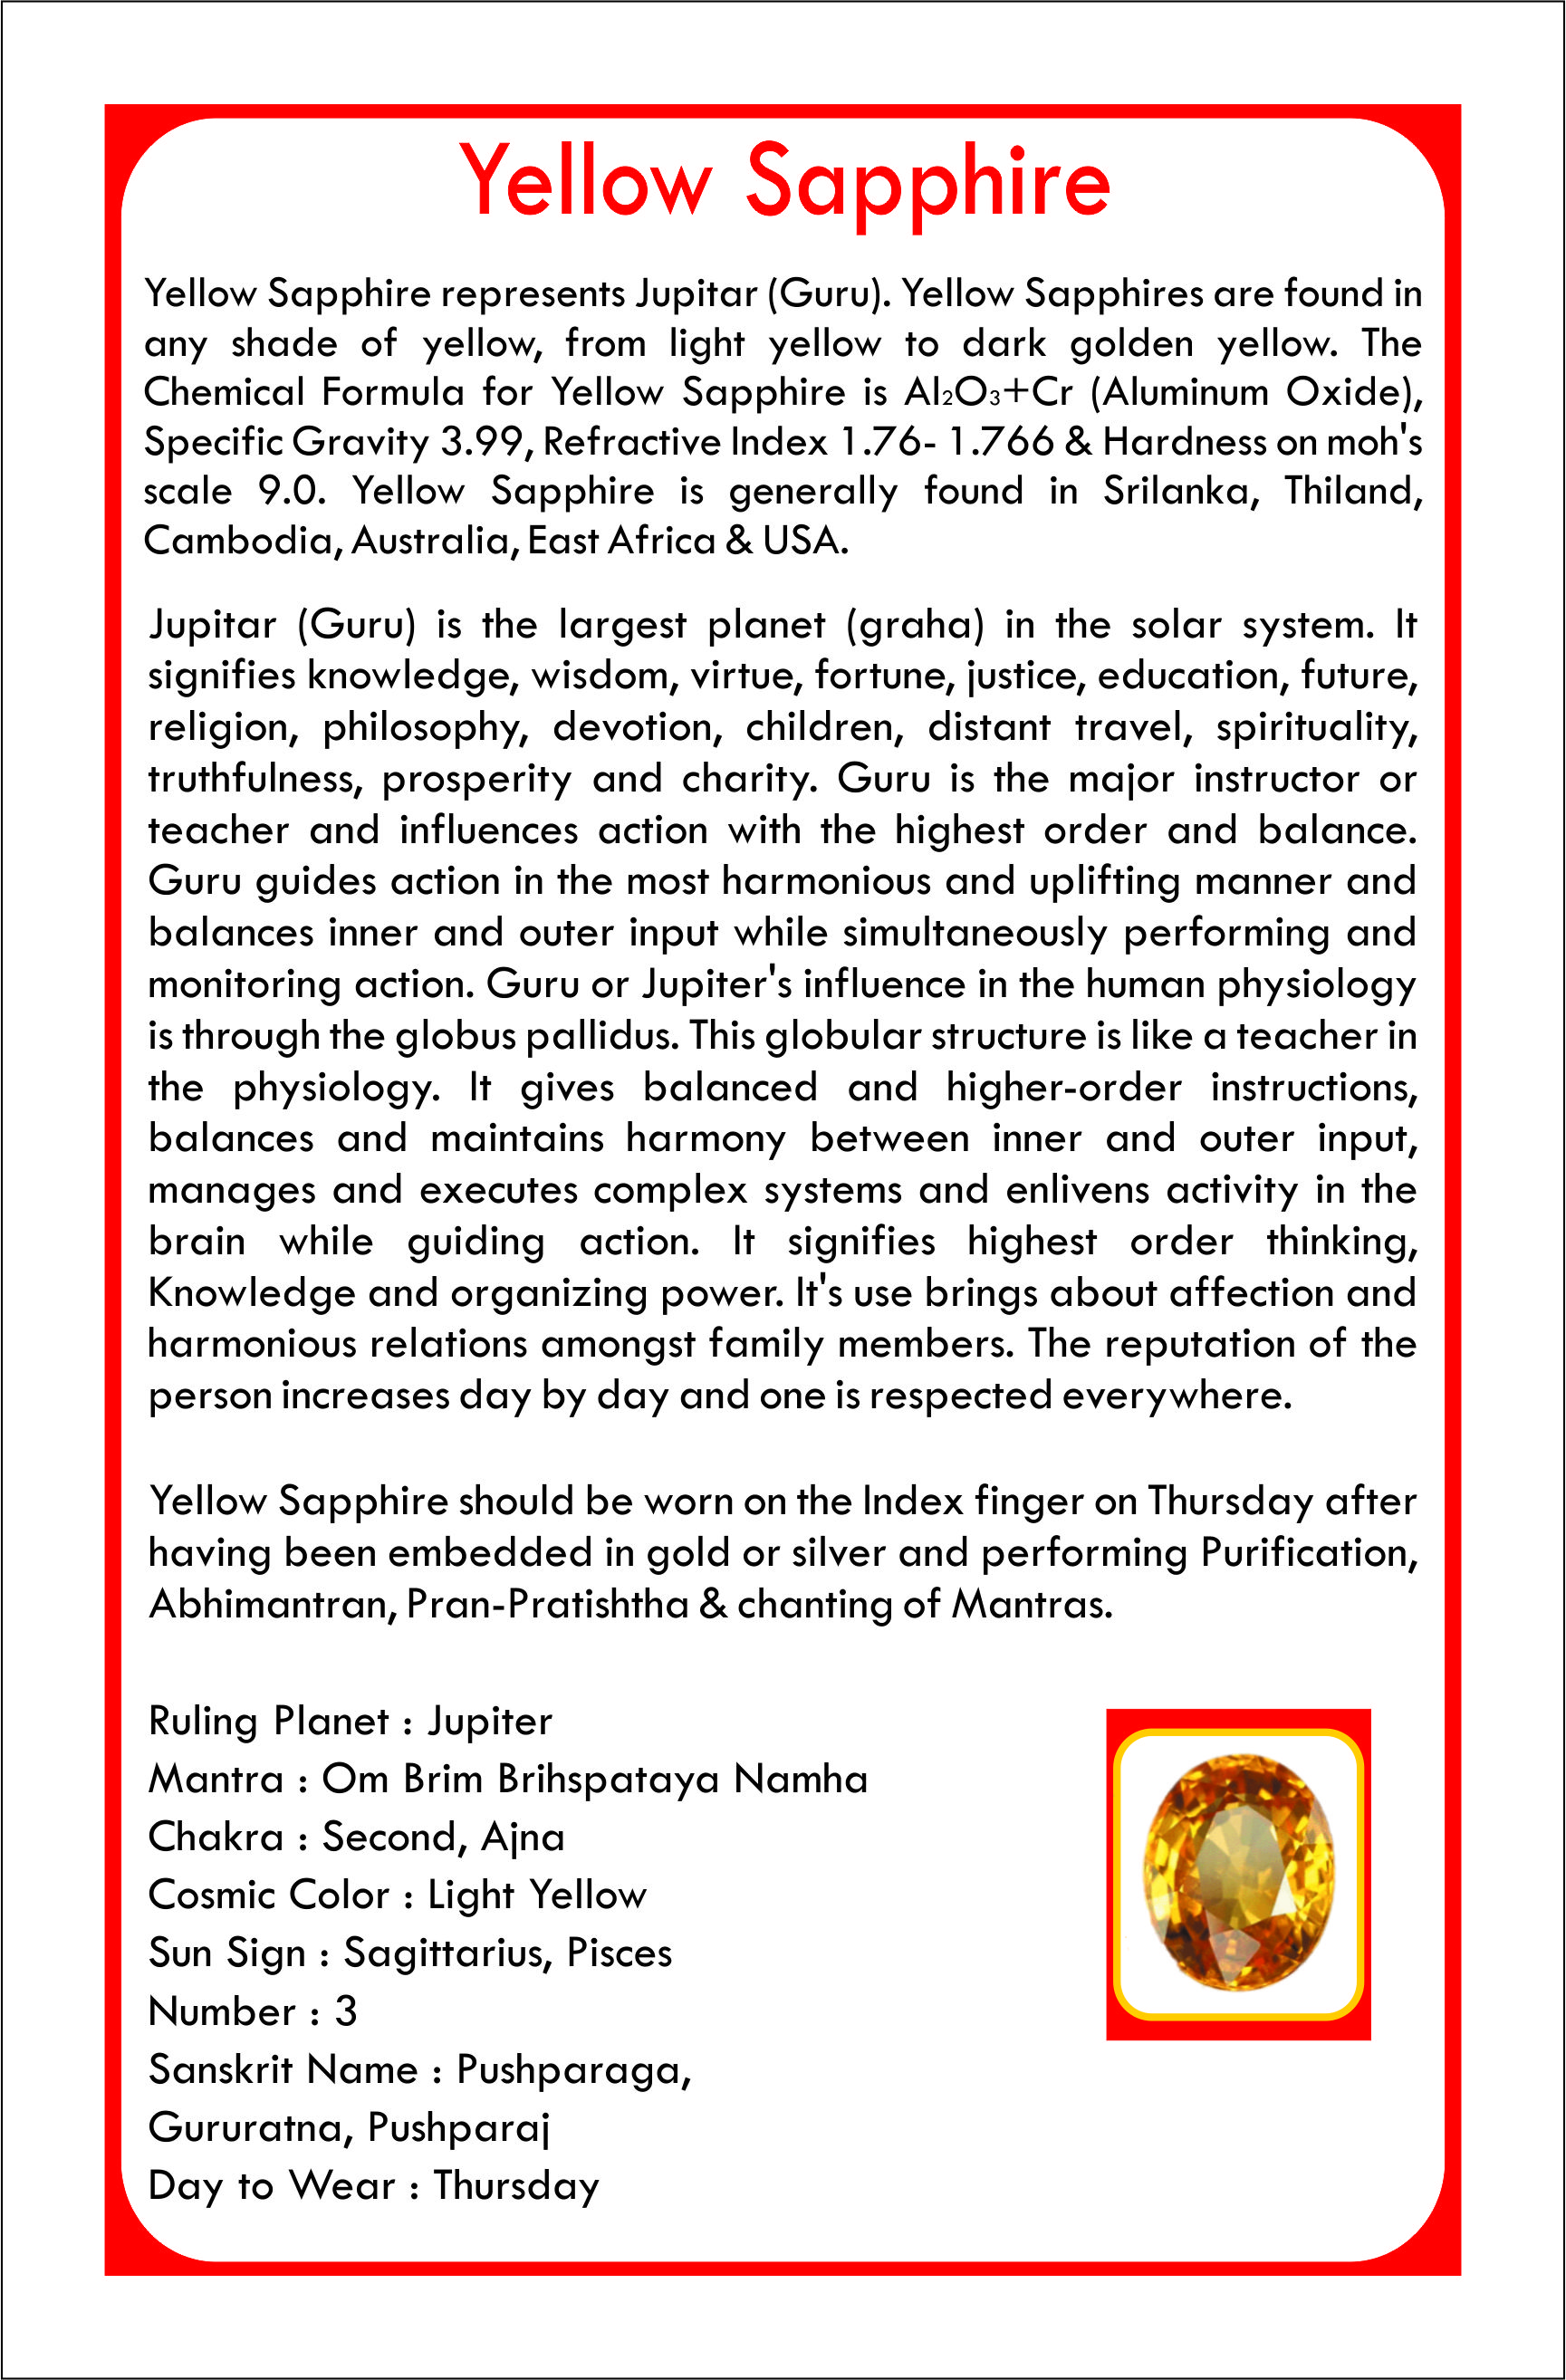 Yellow Sapphire
Yellow Sapphire represents Jupitar (Guru). Yellow Sapphires are found in
any shade of yellow, from light yellow to dark golden yellow. The
Chemical Formula for Yellow Sapphire is Al₂O₃+Cr (Aluminum Oxide),
Specific Gravity 3.99, Refractive Index 1.76- 1.766 & Hardness on moh's
scale 9.0. Yellow Sapphire is generally found in Srilanka, Thiland,
Cambodia, Australia, East Africa & USA.
Jupitar (Guru) is the largest planet (graha) in the solar system. It
signifies knowledge, wisdom, virtue, fortune, justice, education, future,
religion, philosophy, devotion, children, distant travel, spirituality,
truthfulness, prosperity and charity. Guru is the major instructor or
teacher and influences action with the highest order and balance.
Guru guides action in the most harmonious and uplifting manner and
balances inner and outer input while simultaneously performing and
monitoring action. Guru or Jupiter's influence in the human physiology
is through the globus pallidus. This globular structure is like a teacher in
the physiology. It gives balanced and higher-order instructions,
balances and maintains harmony between inner and outer input,
manages and executes complex systems and enlivens activity in the
brain while guiding action. It signifies highest order thinking,
Knowledge and organizing power. It's use brings about affection and
harmonious relations amongst family members. The reputation of the
person increases day by day and one is respected everywhere.
Yellow Sapphire should be worn on the Index finger on Thursday after
having been embedded in gold or silver and performing Purification,
Abhimantran, Pran-Pratishtha & chanting of Mantras.
Ruling Planet : Jupiter
Mantra : Om Brim Brihspataya Namha
Chakra : Second, Ajna
Cosmic Color : Light Yellow
Sun Sign : Sagittarius, Pisces
Number : 3
Sanskrit Name : Pushparaga,
Gururatna, Pushparaj
Day to Wear : Thursday